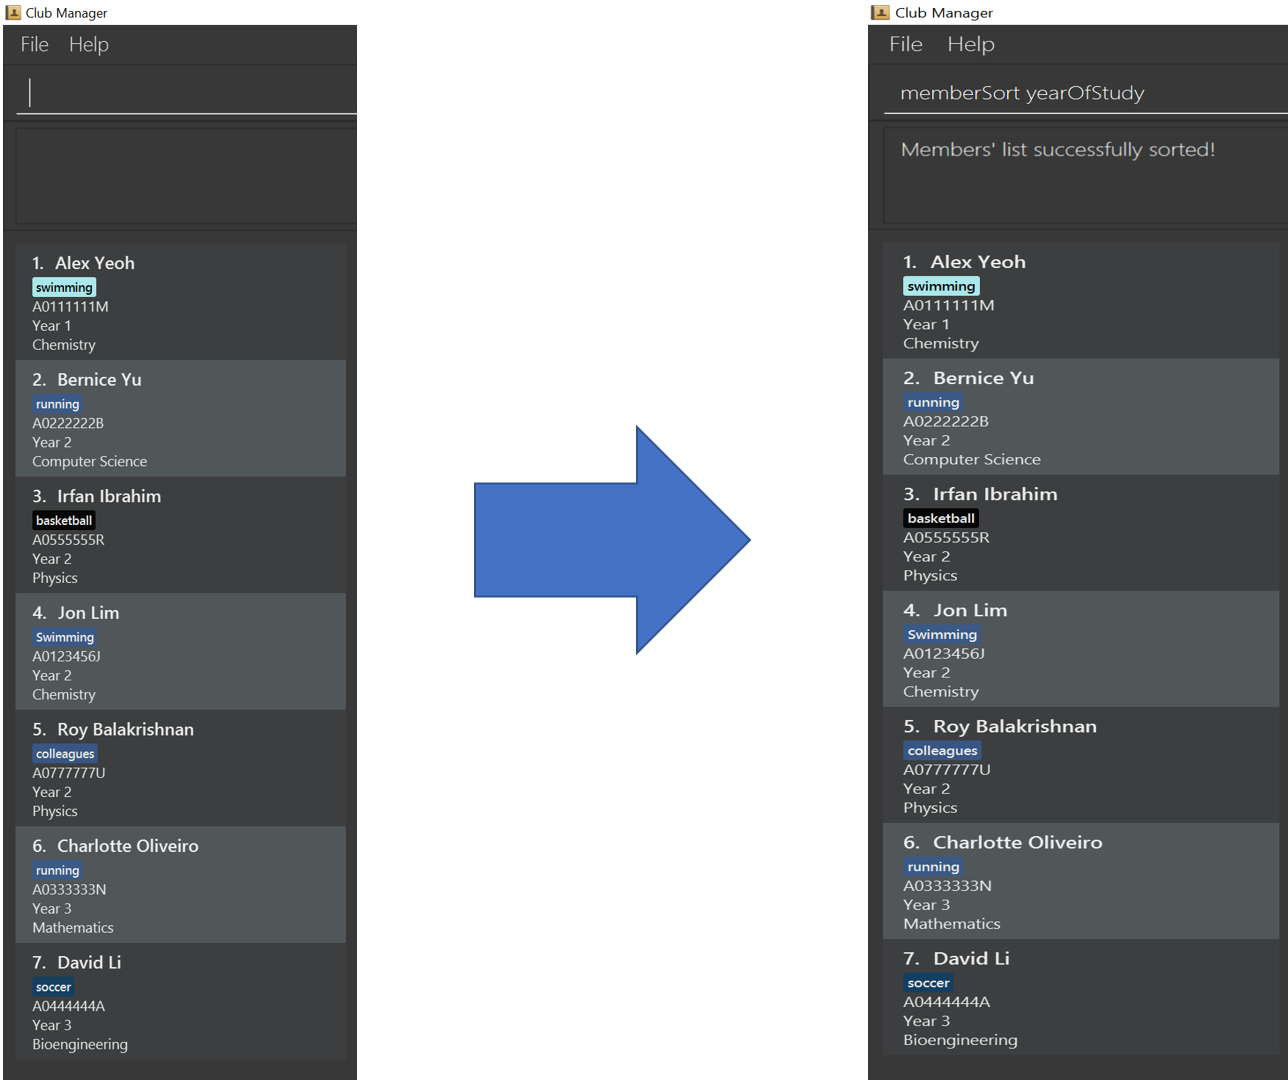 Club Manager
File Help
1. Alex Yeoh
swimming
A0111111M
Year 1
Chemistry
2. Bernice Yu
running
A0222222B
Year 2
Computer Science
3. Irfan Ibrahim
basketball
A0555555R
Year 2
Physics
4. Jon Lim
Swimming
A0123456J
Year 2
Chemistry
5. Roy Balakrishnan
colleagues
A0777777U
Year 2
Physics
6. Charlotte Oliveiro
running
A0333333N
Year 3
Mathematics
7. David Li
soccer
A0444444A
Year 3
Bioengineering
Club Manager
File Help
memberSort yearOfStudy
Members' list successfully sorted!
1. Alex Yeoh
swimming
A0111111M
Year 1
Chemistry
2. Bernice Yu
running
A0222222B
Year 2
Computer Science
3. Irfan Ibrahim
basketball
A0555555R
Year 2
Physics
4. Jon Lim
Swimming
A0123456J
Year 2
Chemistry
5. Roy Balakrishnan
colleagues
A0777777U
Year 2
Physics
6. Charlotte Oliveiro
running
A0333333N
Year 3
Mathematics
7. David Li
soccer
A0444444A
Year 3
Bioengineering